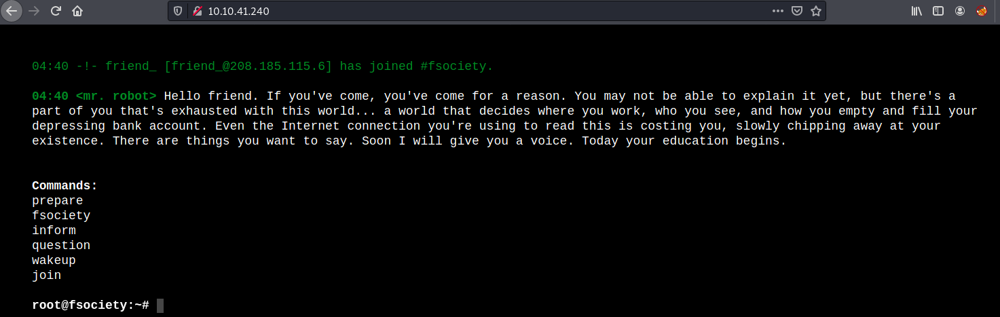 10.10.41.240
04:40 -!- friend_ [friend_@208.185.115.6] has joined #fsociety.
04:40 <mr. robot> Hello friend. If you've come, you've come for a reason. You may not be able to explain it yet, but there's a
part of you that's exhausted with this world... a world that decides where you work, who you see, and how you empty and fill your
depressing bank account. Even the Internet connection you're using to read this is costing you, slowly chipping away at your
existence. There are things you want to say. Soon I will give you a voice. Today your education begins.
Commands:
prepare
fsociety
inform
question
wakeup
join
root@fsociety:~#